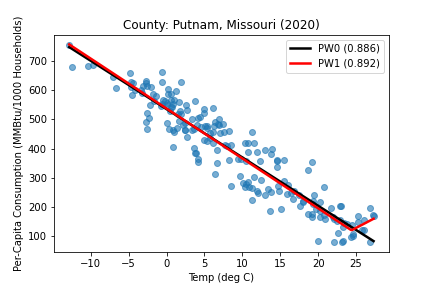 County: Putnam, Missouri (2020)
PW0 (0.886)
PW1 (0.892)
Per-Capita Consumption (MMBtu/1000 Households)
700
600
500
400
300
200
100
−10 −5 0 5 10 15 20 25
Temp (deg C)